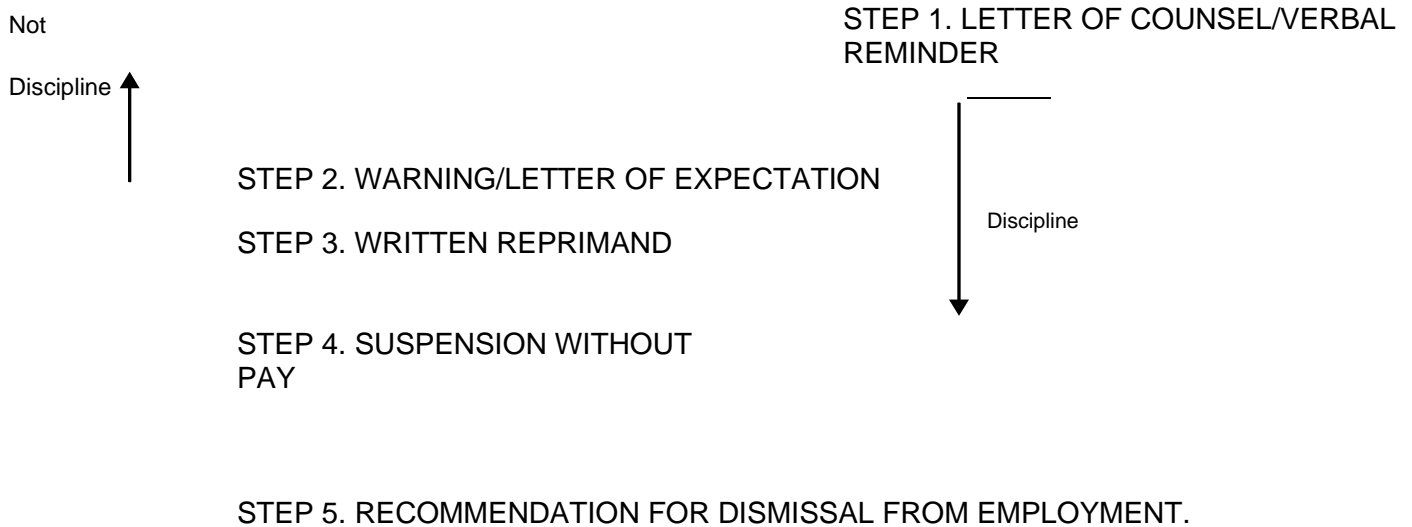 Not
STEP 1. LETTER OF COUNSEL/VERBAL
REMINDER
Discipline
STEP 2. WARNING/LETTER OF EXPECTATION
Discipline
STEP 3. WRITTEN REPRIMAND
STEP 4. SUSPENSION WITHOUT
PAY
STEP 5. RECOMMENDATION FOR DISMISSAL FROM EMPLOYMENT.